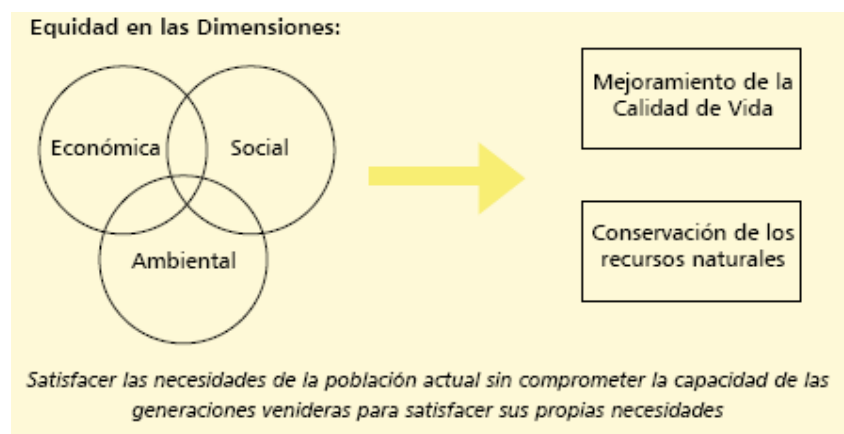 Equidad en las Dimensiones:
Económica
Social
Ambiental
Mejoramiento de la
Calidad de Vida
Conservación de los
recursos naturales
Satisfacer las necesidades de la población actual sin comprometer la capacidad de las
generaciones venideras para satisfacer sus propias necesidades